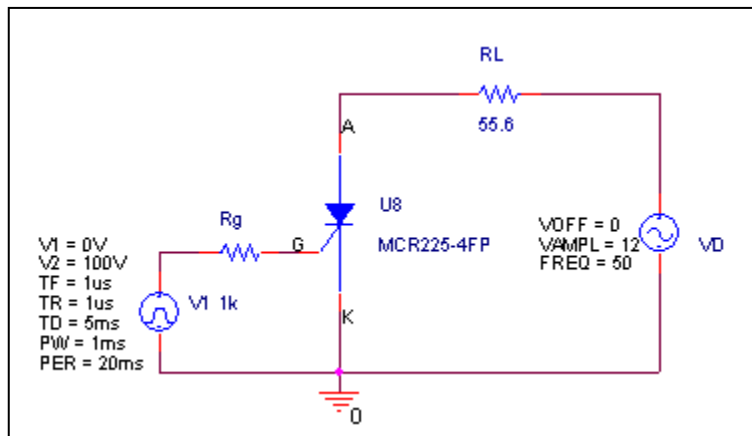 RL
A
55.6
U8
Rg
VOFF = 0
V1 = 0V
G
MCR225-4FP
VAMPL = 12
VD
V2 = 100V
FREQ = 50
TF = 1us
TR = 1us
V1
1k
TD = 5ms
K
PW = 1ms
PER = 20ms
0